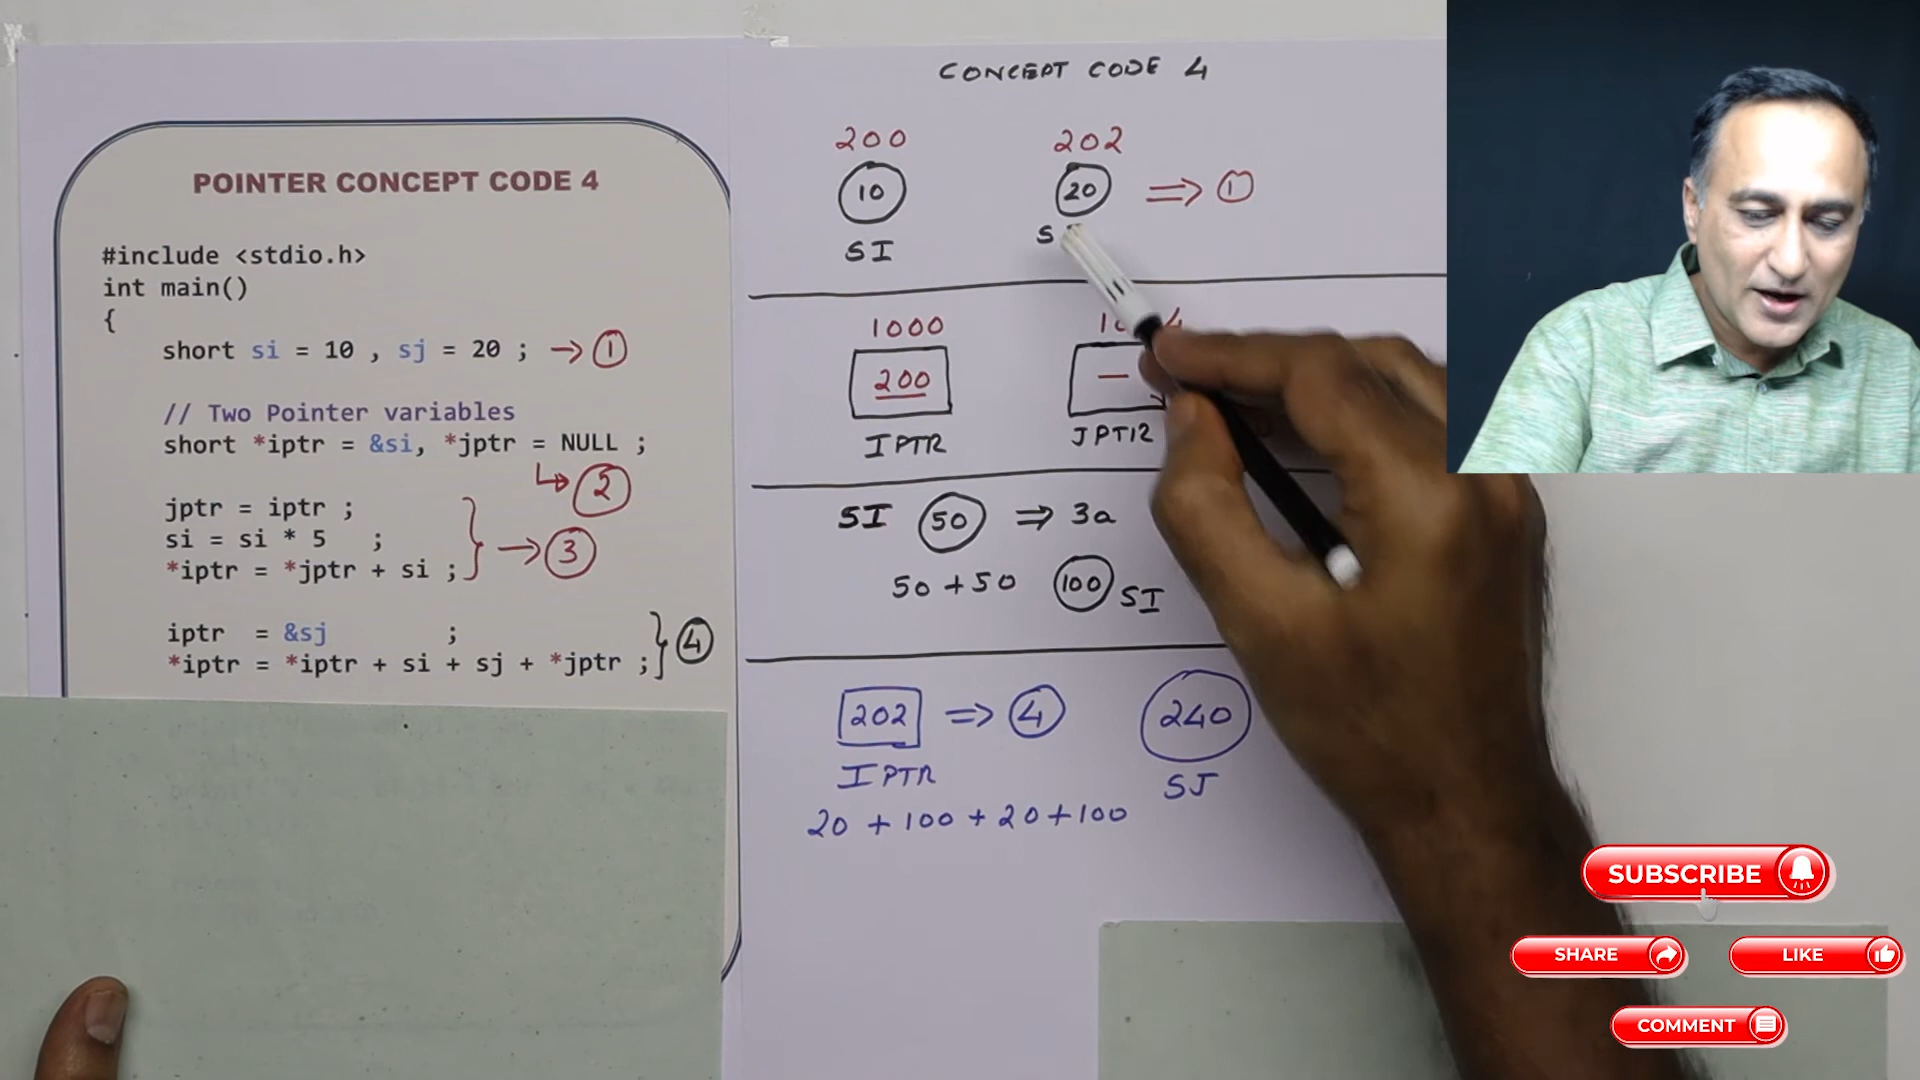 POINTER CONCEPT CODE 4
#include <stdio.h>
int main()
{
short si = 10 , sj = 20 ; → 1
// Two Pointer variables
short *iptr = &si, *jptr = NULL ;
2
jptr = iptr ;
si = si * 5 ;
*iptr = *jptr + si ;
} → 3
iptr = &sj ;
*iptr = *iptr + si + sj + *jptr ;
} 4
CONCEPT CODE 4
200 202
10 20 ⇒ 1
SI S
1000
200 —
IPTR JPTR
SI 50 ⇒ 3a
50 + 50 100 SI
202 ⇒ 4 240
IPTR SJ
20 + 100 + 20 + 100
SUBSCRIBE
SHARE LIKE
COMMENT